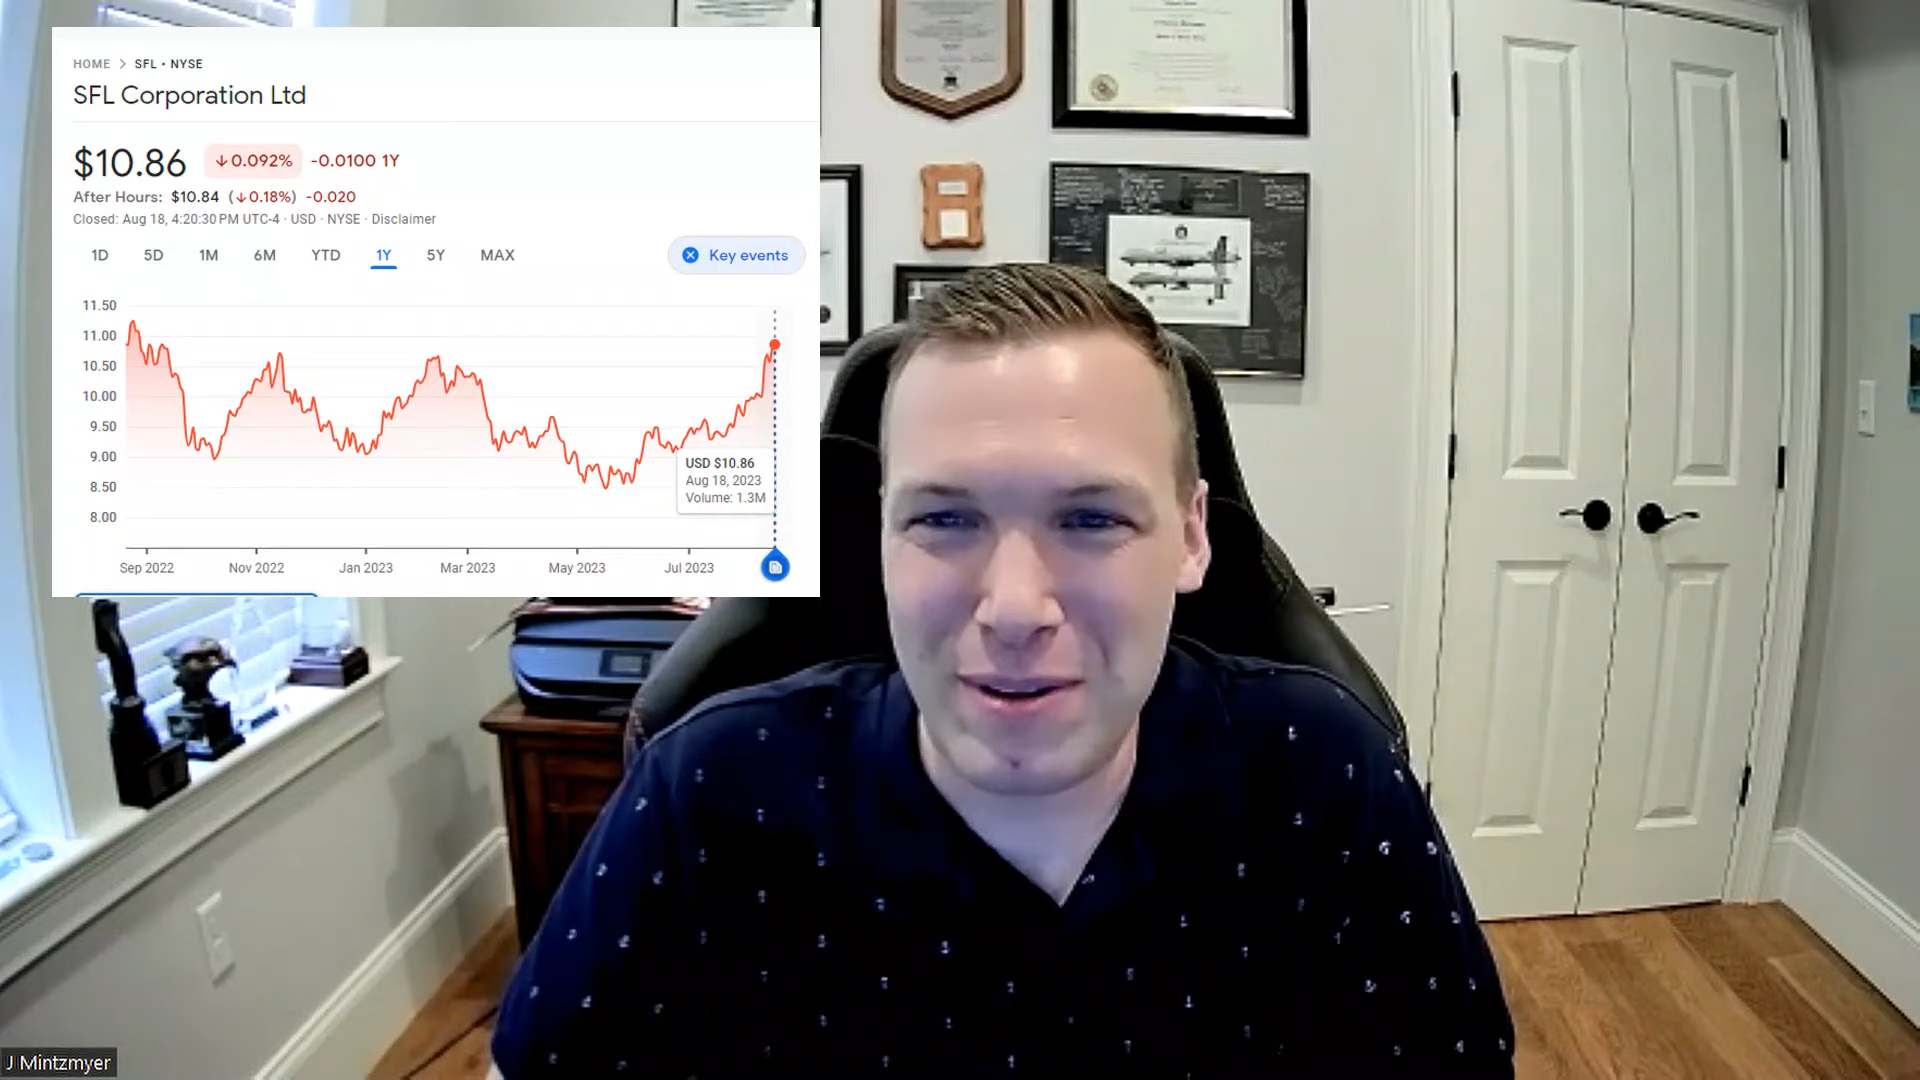 HOME > SFL • NYSE
SFL Corporation Ltd
$10.86 ↓0.092% -0.0100 1Y
After Hours: $10.84 (↓0.18%) -0.020
Closed: Aug 18, 4:20:30 PM UTC-4 · USD · NYSE · Disclaimer
1D 5D 1M 6M YTD 1Y 5Y MAX
Key events
11.50
11.00
10.50
10.00
9.50
9.00
8.50
8.00
USD $10.86
Aug 18, 2023
Volume: 1.3M
Sep 2022 Nov 2022 Jan 2023 Mar 2023 May 2023 Jul 2023
J Mintzmyer